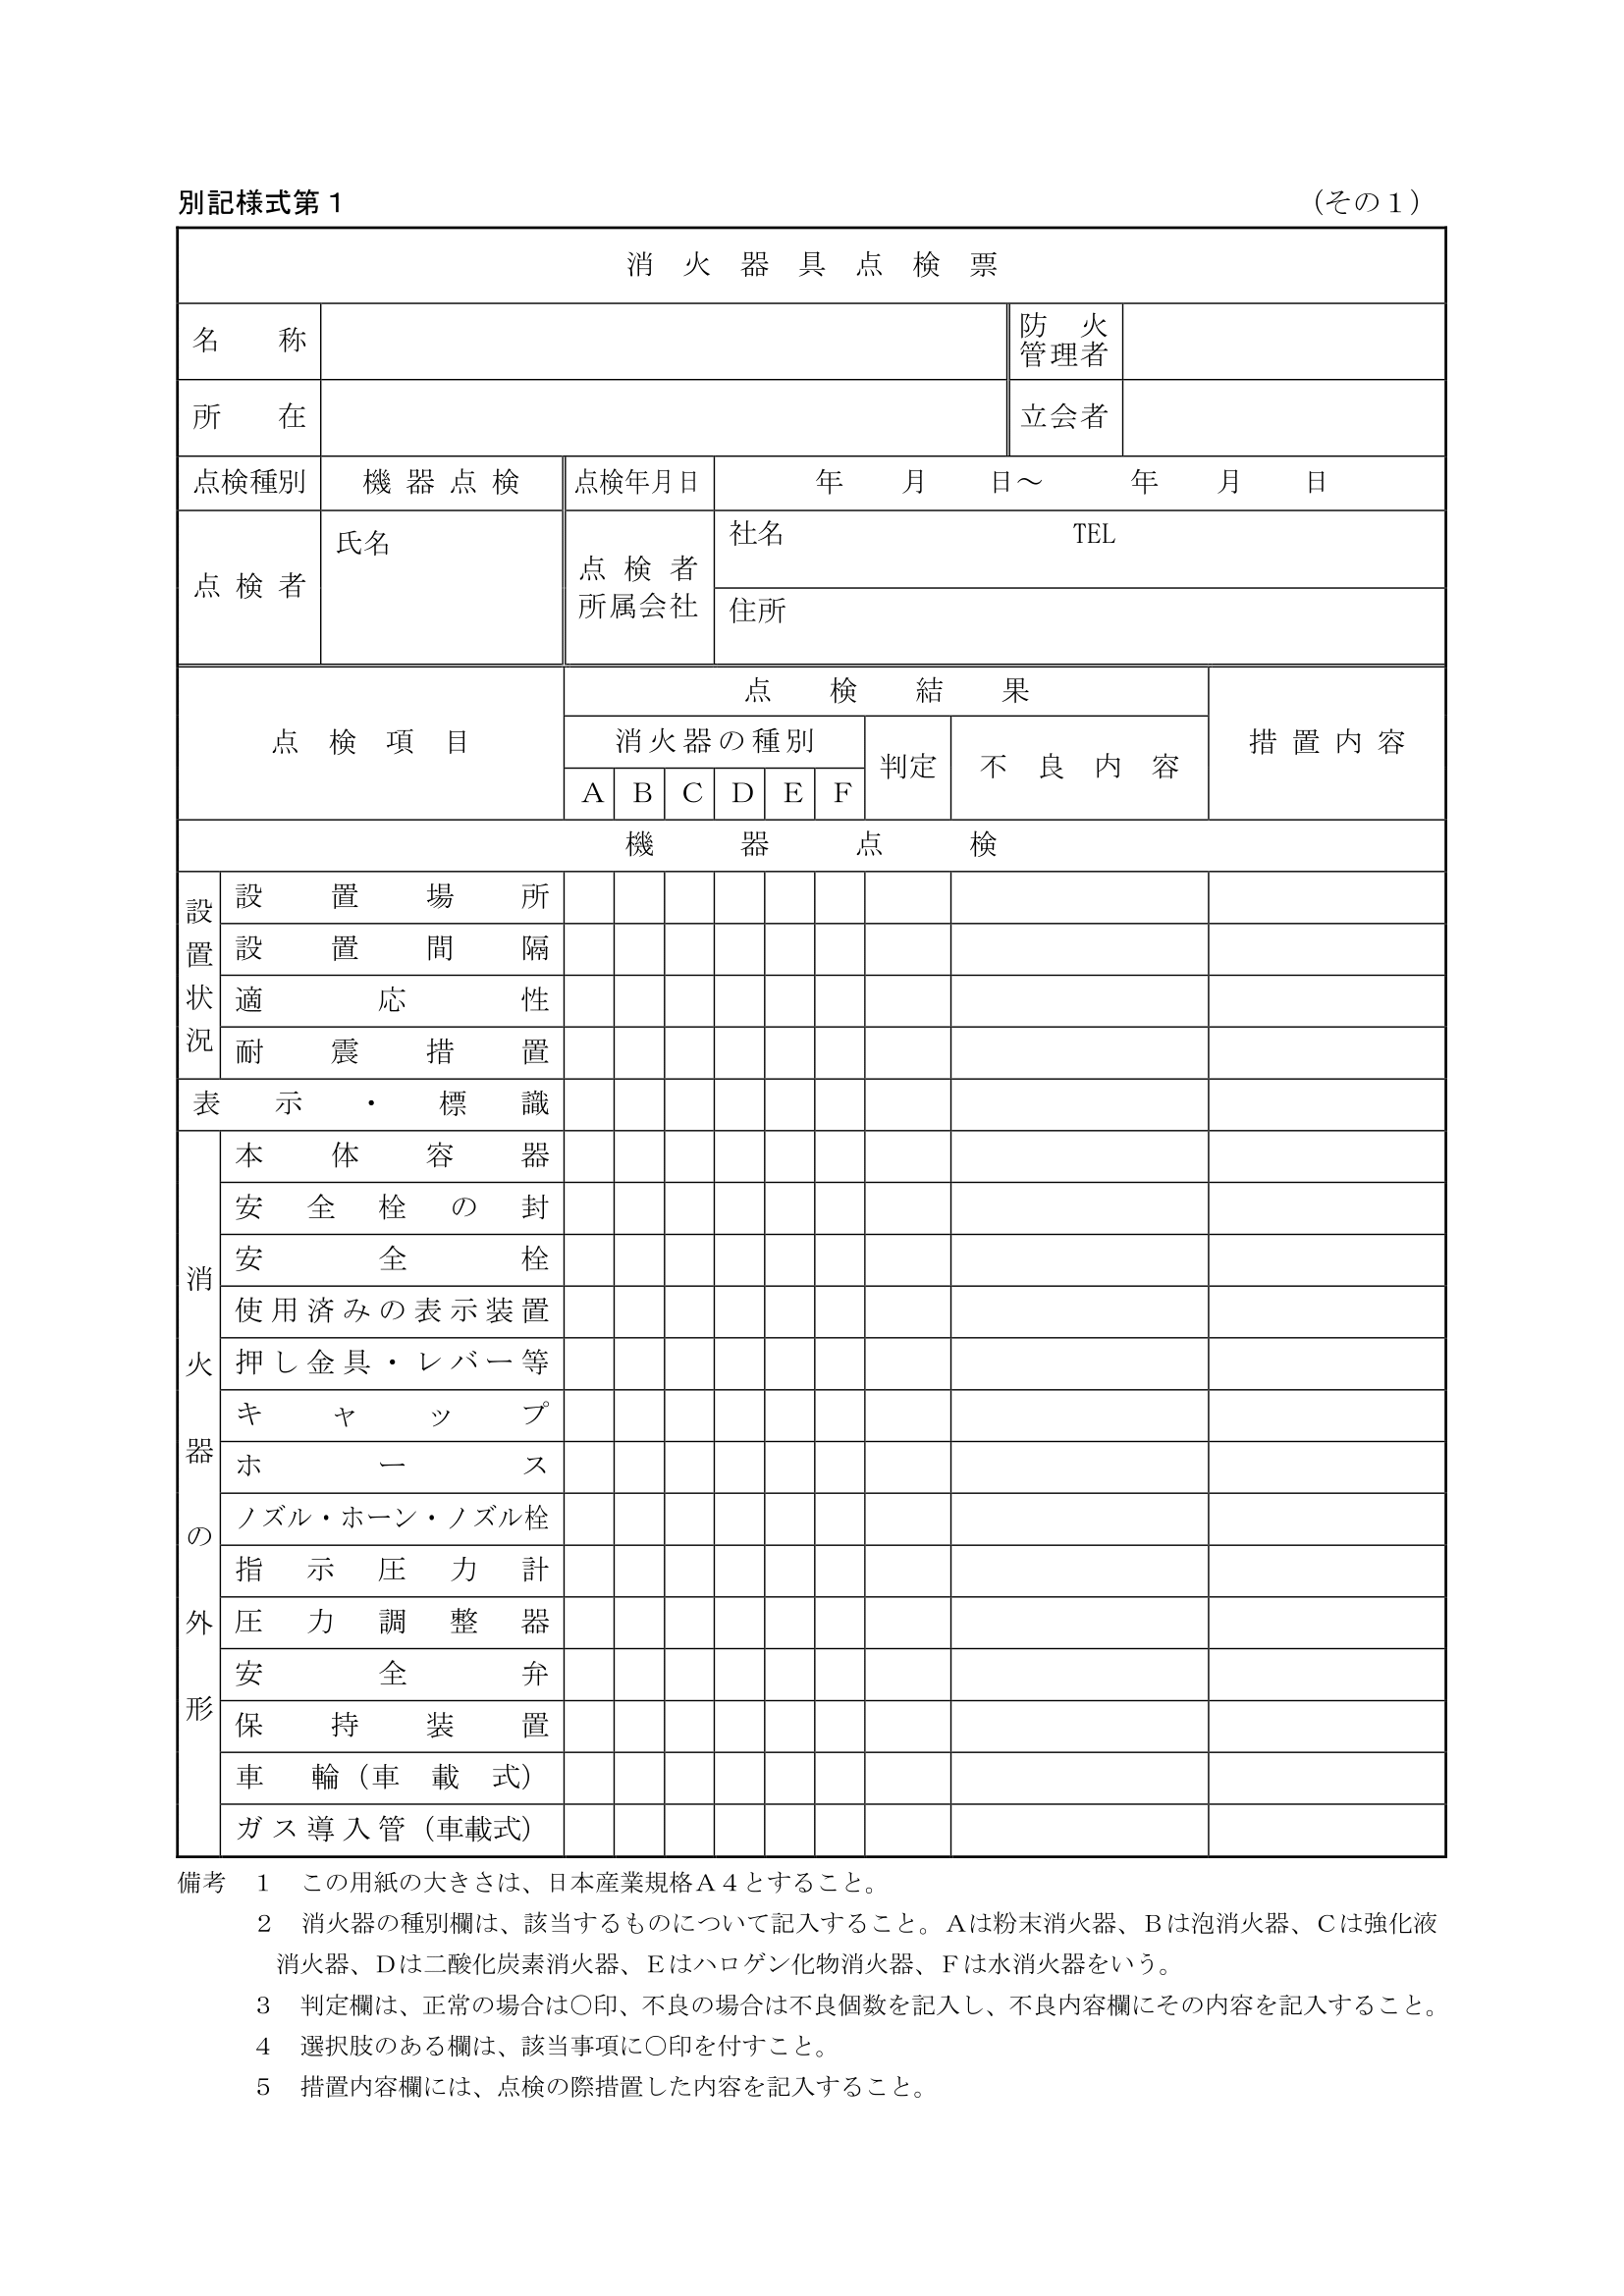 別記様式第１
（その１）
消火器具点検票
名称
防火
管理者
所在
立会者
点検種別
機器点検
点検年月日
年　月　日～　年　月　日
点検者
氏名
点検者
所属会社
社名
TEL
住所
点検項目
点検結果
措置内容
消火器の種別
判定
不良内容
A B C D E F
機器点検
設置状況
設置場所
設置間隔
適応性
耐震措置
表示・標識
消火器の外形
本体容器
安全栓の封
安全栓
使用済みの表示装置
押し金具・レバー等
キャップ
ホース
ノズル・ホーン・ノズル栓
指示圧力計
圧力調整器
安全弁
保持装置
車輪（車載式）
ガス導入管（車載式）
備考　１　この用紙の大きさは、日本産業規格Ａ４とすること。
２　消火器の種別欄は、該当するものについて記入すること。Ａは粉末消火器、Ｂは泡消火器、Ｃは強化液
消火器、Ｄは二酸化炭素消火器、Ｅはハロゲン化物消火器、Ｆは水消火器をいう。
３　判定欄は、正常の場合は○印、不良の場合は不良個数を記入し、不良内容欄にその内容を記入すること。
４　選択肢のある欄は、該当事項に○印を付すこと。
５　措置内容欄には、点検の際措置した内容を記入すること。